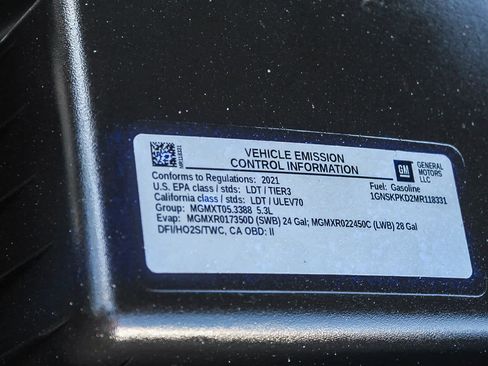 VEHICLE EMISSION
CONTROL INFORMATION
GM
GENERAL
MOTORS
LLC
Conforms to Regulations: 2021
U.S. EPA class / stds: LDT / TIER3
Fuel: Gasoline
California class / stds: LDT / ULEV70
1GNSKPKD2MR118331
Group: MGMXT05.3388 5.3L
Evap: MGMXR017350D (SWB) 24 Gal; MGMXR022450C (LWB) 28 Gal
DFI/HO2S/TWC, CA OBD: II